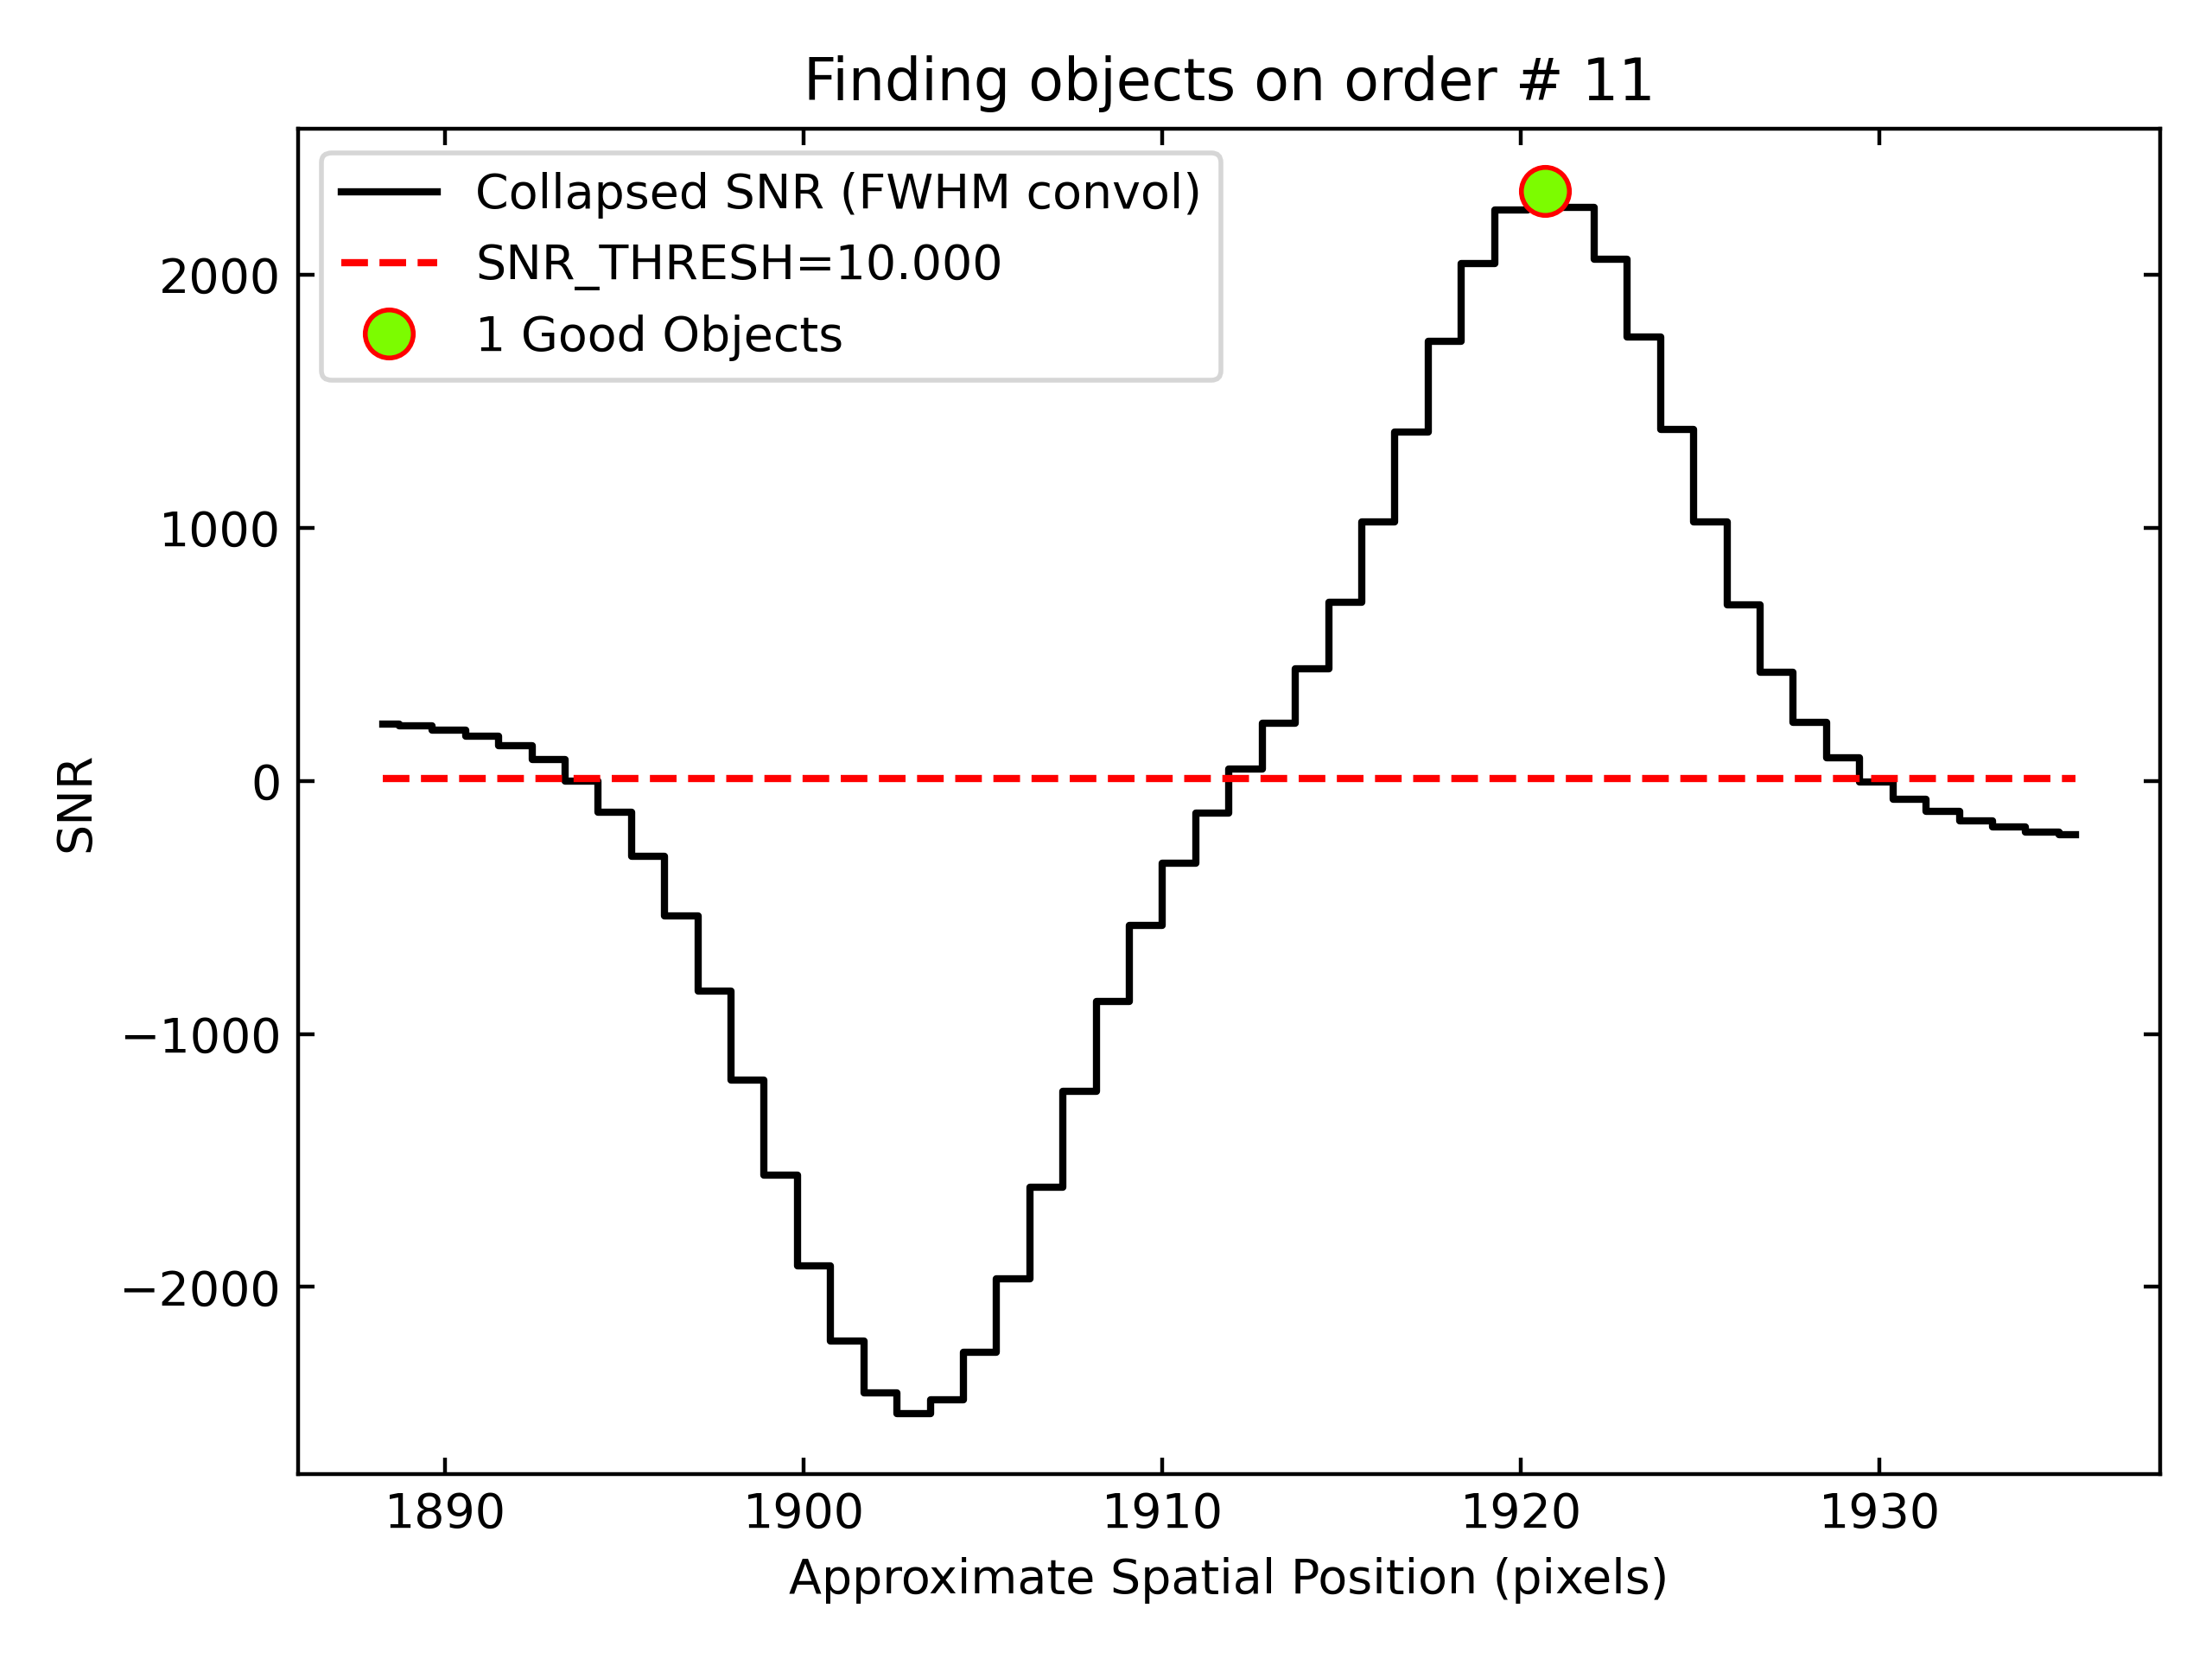 Finding objects on order # 11
Collapsed SNR (FWHM convol)
SNR_THRESH=10.000
1 Good Objects
SNR
2000
1000
0
−1000
−2000
1890 1900 1910 1920 1930
Approximate Spatial Position (pixels)